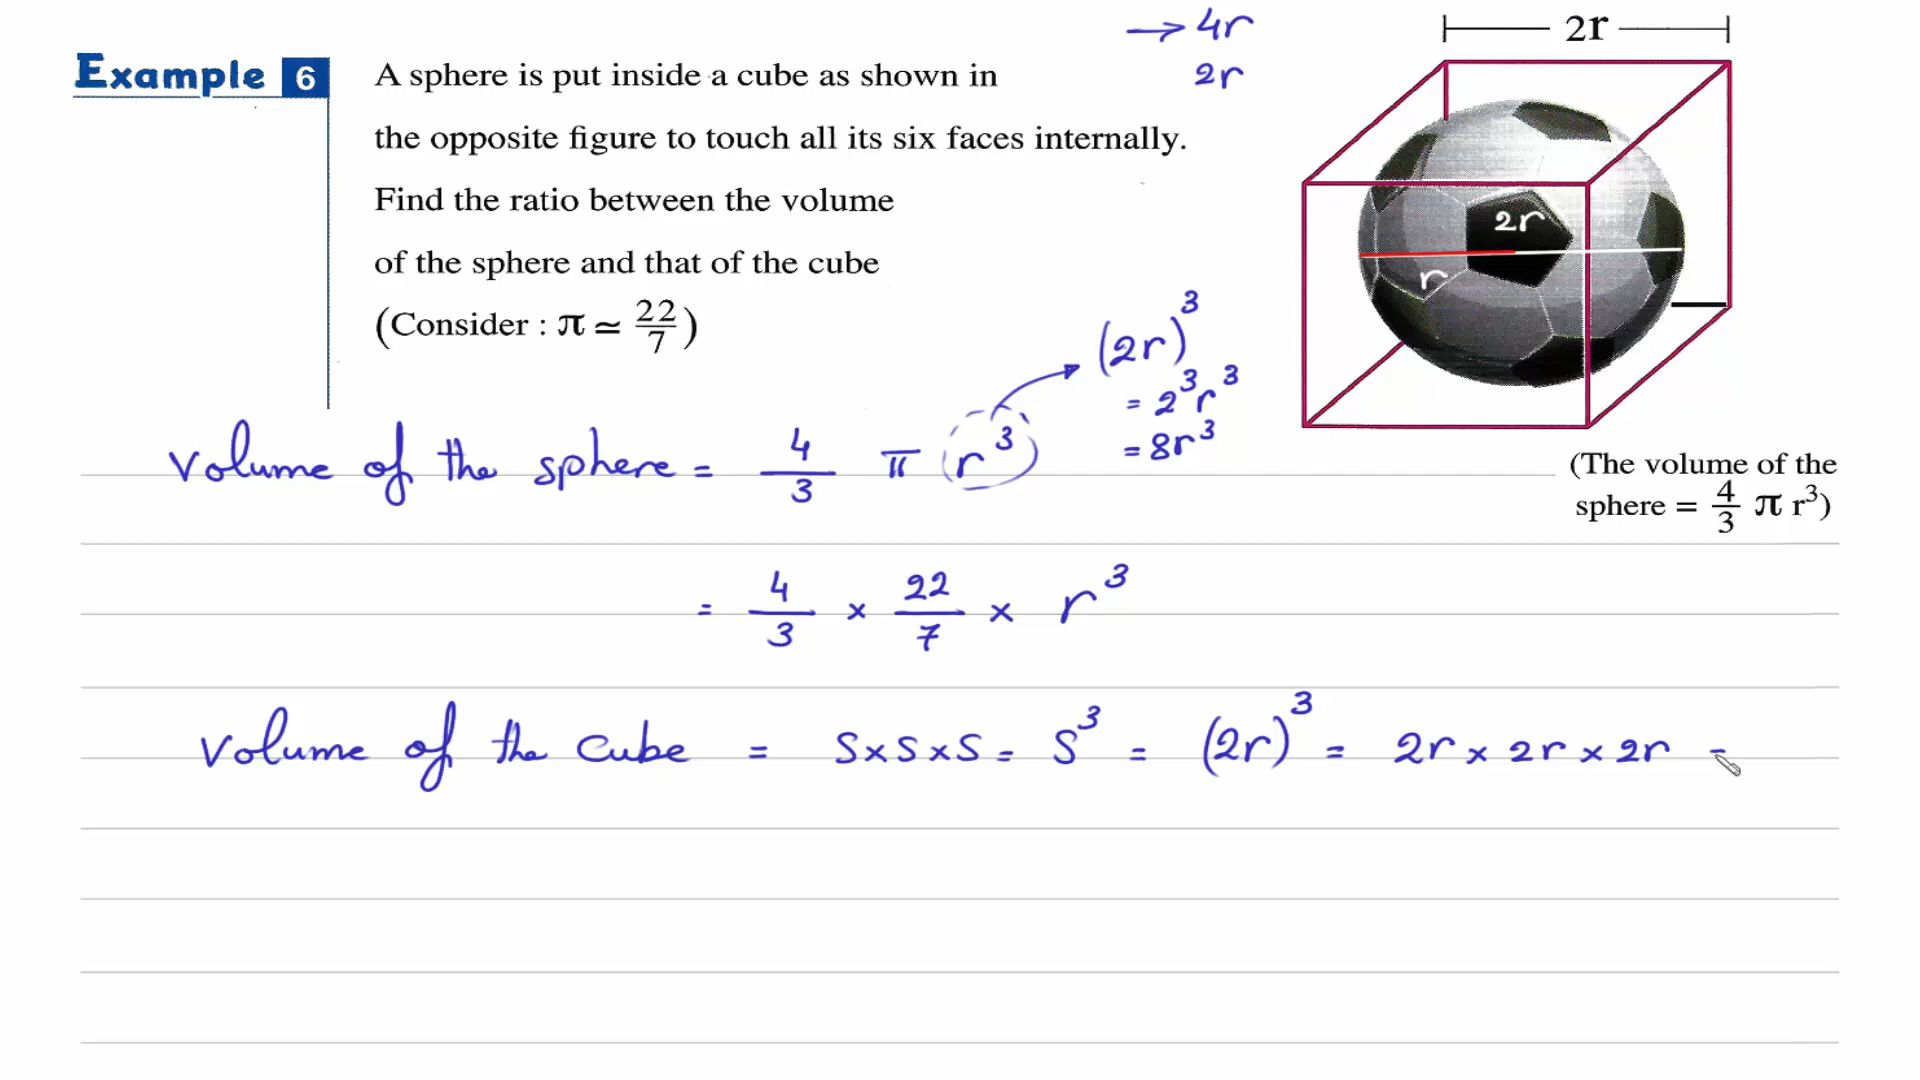 → 4r
2r
2r
Example 6
A sphere is put inside a cube as shown in
the opposite figure to touch all its six faces internally.
Find the ratio between the volume
of the sphere and that of the cube
(Consider : π ≃ 22/7)
2r
r
(2r)³
= 2³r³
= 8r³
Volume of the sphere = 4/3 π r³
(The volume of the
sphere = 4/3 π r³)
= 4/3 × 22/7 × r³
Volume of the cube = S×S×S = S³ = (2r)³ = 2r × 2r × 2r =